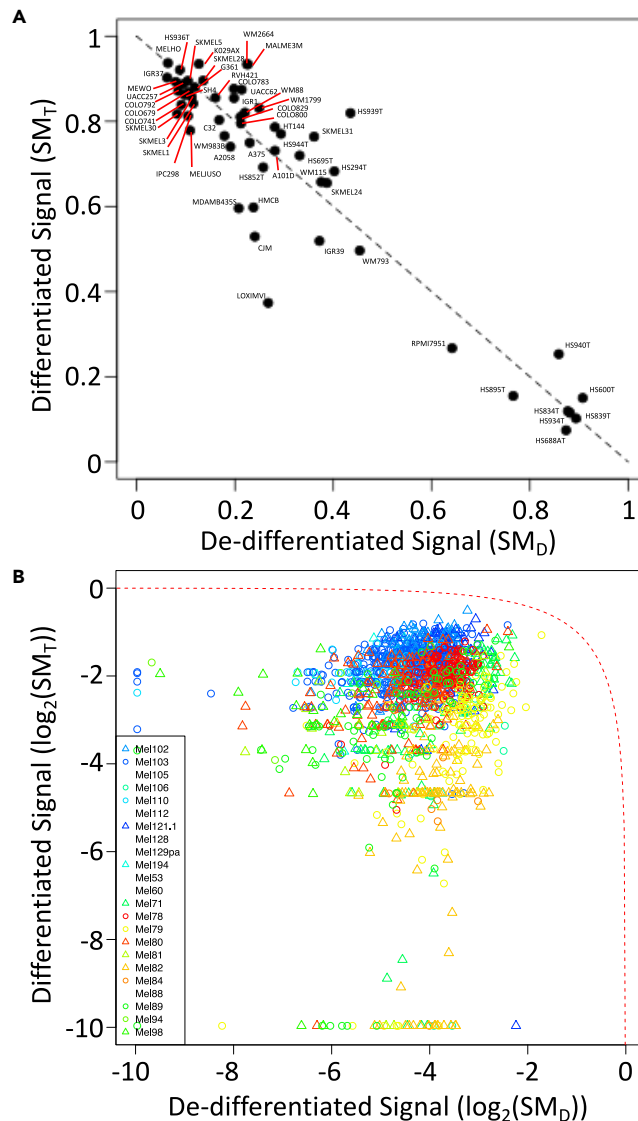 A
HS936T
SKMEL5
WM2664
MELHO
K029AX
MALME3M
SKMEL28
IGR37
G361
RVH421
MEWO
SH4
COLO783
UACC257
UACC62
WM88
COLO792
IGR1
WM1799
COLO679
COLO829
COLO741
COLO800
HS939T
SKMEL30
C32
HT144
SKMEL31
SKMEL3
WM983B
HS944T
SKMEL1
A2058
A375
HS695T
IPC298
MELJUSO
HS852T
A101D
WM115
HS294T
SKMEL24
MDAMB435S
HMCB
CJM
IGR39
WM793
LOXIMVI
RPMI7951
HS940T
HS895T
HS600T
HS834T
HS934T
HS839T
HS688AT
1
0.8
0.6
0.4
0.2
0
Differentiated Signal (SMT)
0 0.2 0.4 0.6 0.8 1
De-differentiated Signal (SMD)
B
0
-2
-4
-6
-8
-10
Differentiated Signal (log2(SMT))
Mel102
Mel103
Mel105
Mel106
Mel110
Mel112
Mel121.1
Mel128
Mel129pa
Mel194
Mel53
Mel60
Mel71
Mel78
Mel79
Mel80
Mel81
Mel82
Mel84
Mel88
Mel89
Mel94
Mel98
-10 -8 -6 -4 -2 0
De-differentiated Signal (log2(SMD))